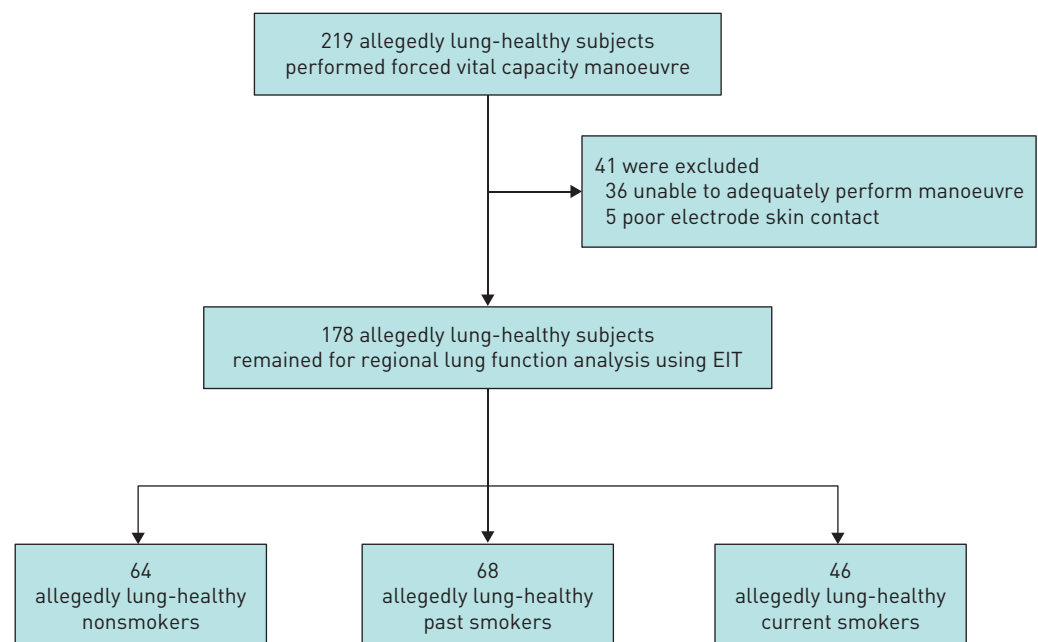 219 allegedly lung-healthy subjects
performed forced vital capacity manoeuvre
41 were excluded
36 unable to adequately perform manoeuvre
5 poor electrode skin contact
178 allegedly lung-healthy subjects
remained for regional lung function analysis using EIT
64
allegedly lung-healthy
nonsmokers
68
allegedly lung-healthy
past smokers
46
allegedly lung-healthy
current smokers